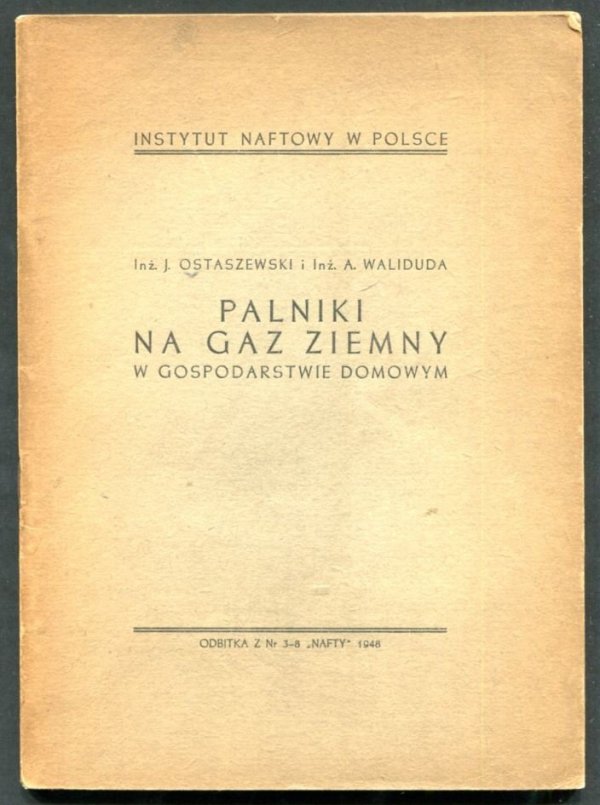 INSTYTUT NAFTOWY W POLSCE
Inż. J. OSTASZEWSKI i Inż. A. WALIDUDA
PALNIKI
NA GAZ ZIEMNY
W GOSPODARSTWIE DOMOWYM
ODBITKA Z Nr 3-8 „NAFTY" 1948